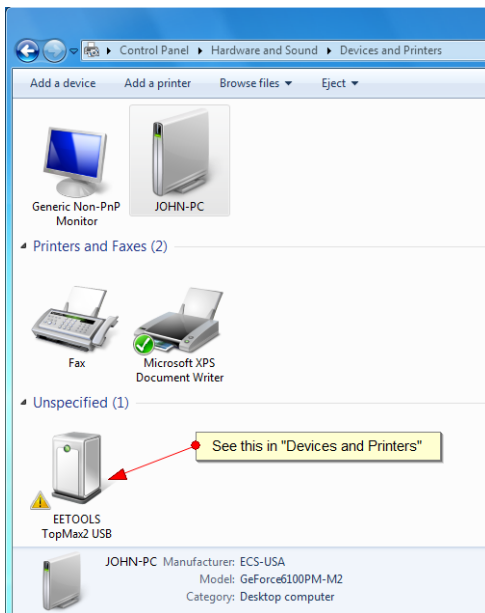 Control Panel ▸ Hardware and Sound ▸ Devices and Printers
Add a device Add a printer Browse files Eject
Generic Non-PnP
Monitor
JOHN-PC
Printers and Faxes (2)
Fax
Microsoft XPS
Document Writer
Unspecified (1)
See this in "Devices and Printers"
EETOOLS
TopMax2 USB
JOHN-PC Manufacturer: ECS-USA
Model: GeForce6100PM-M2
Category: Desktop computer